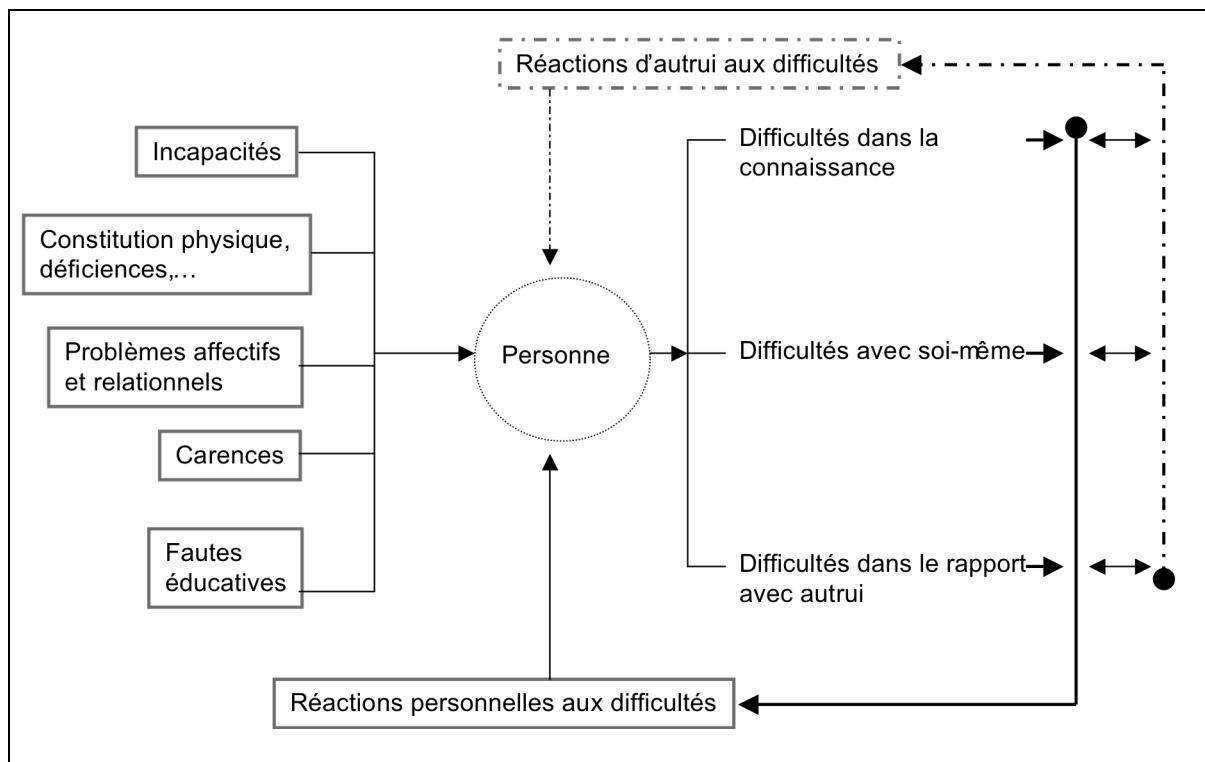 Réactions d'autrui aux difficultés
Incapacités
Constitution physique,
déficiences,…
Problèmes affectifs
et relationnels
Carences
Fautes
éducatives
Personne
Difficultés dans la
connaissance
Difficultés avec soi-même
Difficultés dans le rapport
avec autrui
Réactions personnelles aux difficultés